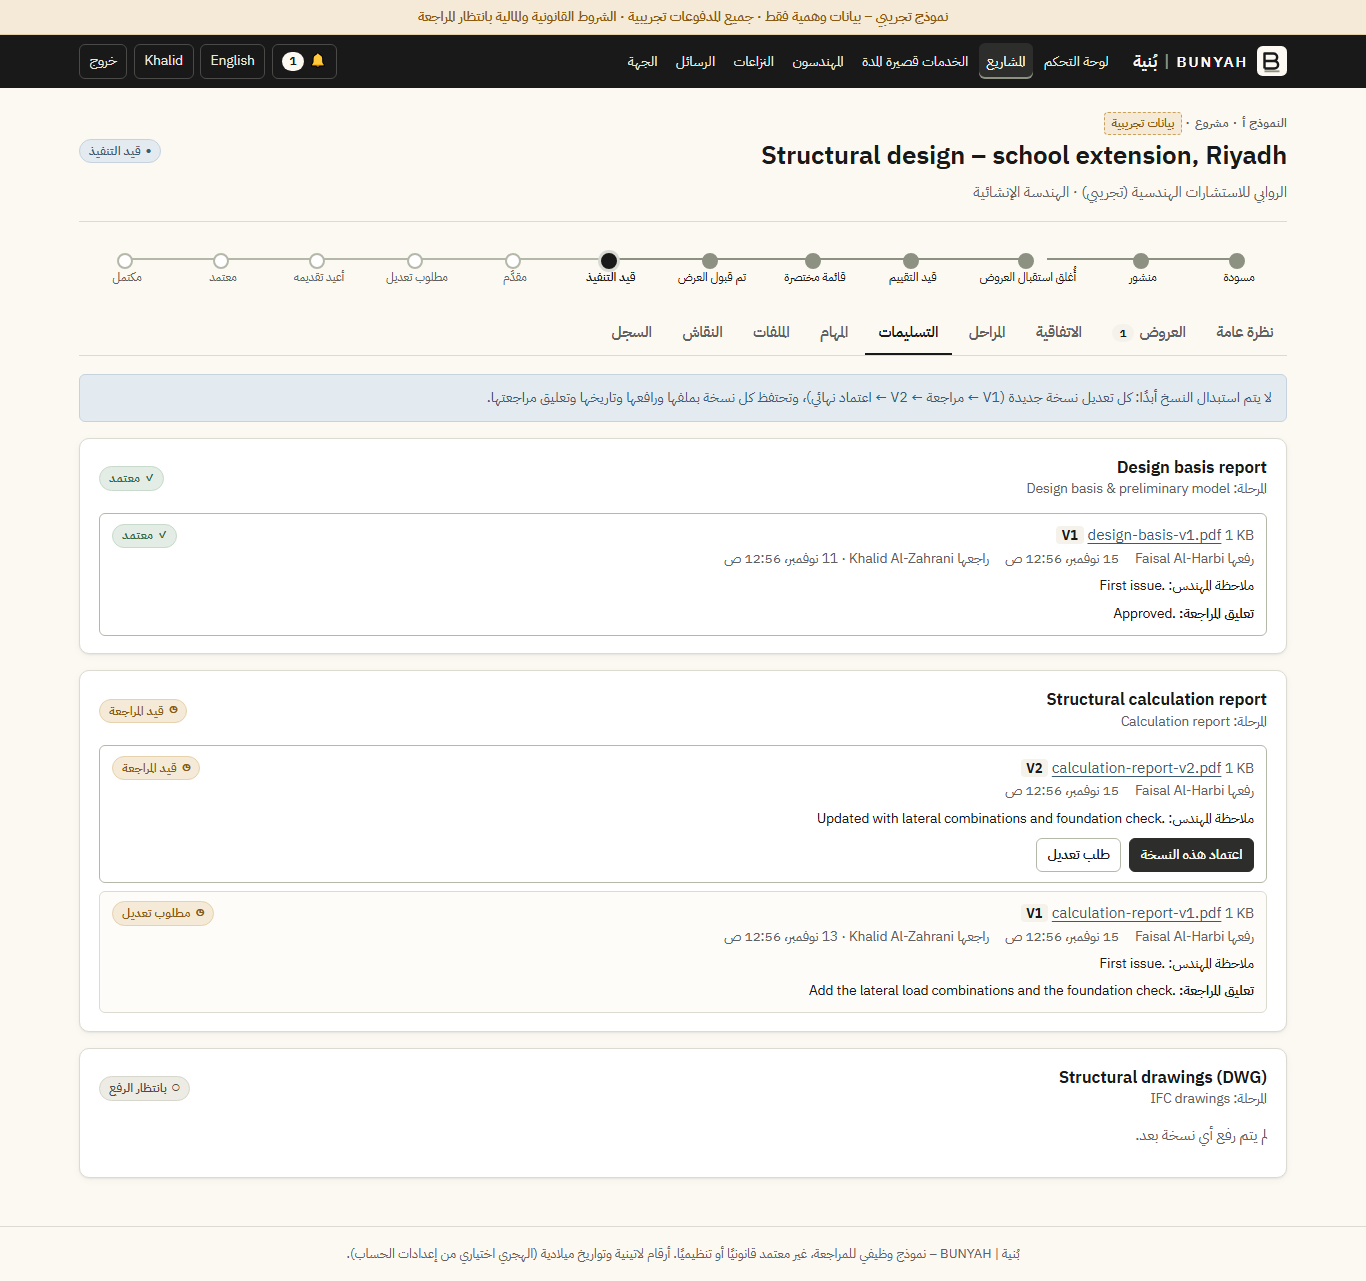 نموذج تجريبي – بيانات وهمية فقط · جميع المدفوعات تجريبية · الشروط القانونية والمالية بانتظار المراجعة
BUNYAH | بُنية
لوحة التحكم
المشاريع
الخدمات قصيرة المدة
المهندسون
النزاعات
الرسائل
الجهة
1
English
Khalid
خروج
النموذج أ · مشروع · بيانات تجريبية
Structural design – school extension, Riyadh
• قيد التنفيذ
الروابي للاستشارات الهندسية (تجريبي) · الهندسة الإنشائية
مسودة
منشور
أُغلق استقبال العروض
قيد التقييم
قائمة مختصرة
تم قبول العرض
قيد التنفيذ
مقدَّم
مطلوب تعديل
أعيد تقديمه
معتمد
مكتمل
نظرة عامة
العروض 1
الاتفاقية
المراحل
التسليمات
المهام
الملفات
النقاش
السجل
لا يتم استبدال النسخ أبدًا: كل تعديل نسخة جديدة (V1 ← مراجعة ← V2 ← اعتماد نهائي)، وتحتفظ كل نسخة بملفها ورافعها وتاريخها وتعليق مراجعتها.
Design basis report
✓ معتمد
المرحلة: Design basis & preliminary model
V1 design-basis-v1.pdf 1 KB
✓ معتمد
رفعها Faisal Al-Harbi 15 نوفمبر، 12:56 ص راجعها Khalid Al-Zahrani · 11 نوفمبر، 12:56 ص
ملاحظة المهندس: First issue.
تعليق المراجعة: Approved.
Structural calculation report
قيد المراجعة
المرحلة: Calculation report
V2 calculation-report-v2.pdf 1 KB
قيد المراجعة
رفعها Faisal Al-Harbi 15 نوفمبر، 12:56 ص
ملاحظة المهندس: Updated with lateral combinations and foundation check.
اعتماد هذه النسخة
طلب تعديل
V1 calculation-report-v1.pdf 1 KB
مطلوب تعديل
رفعها Faisal Al-Harbi 15 نوفمبر، 12:56 ص راجعها Khalid Al-Zahrani · 13 نوفمبر، 12:56 ص
ملاحظة المهندس: First issue.
تعليق المراجعة: Add the lateral load combinations and the foundation check.
Structural drawings (DWG)
○ بانتظار الرفع
المرحلة: IFC drawings
لم يتم رفع أي نسخة بعد.
بُنية | BUNYAH – نموذج وظيفي للمراجعة، غير معتمد قانونيًا أو تنظيميًا. أرقام لاتينية وتواريخ ميلادية (الهجري اختياري من إعدادات الحساب).